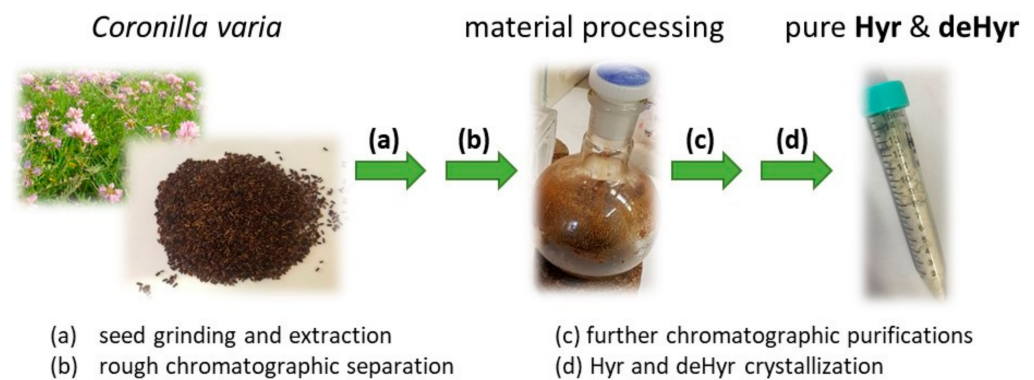 Coronilla varia
material processing
pure Hyr & deHyr
(a)
(b)
(c)
(d)
(a) seed grinding and extraction
(b) rough chromatographic separation
(c) further chromatographic purifications
(d) Hyr and deHyr crystallization